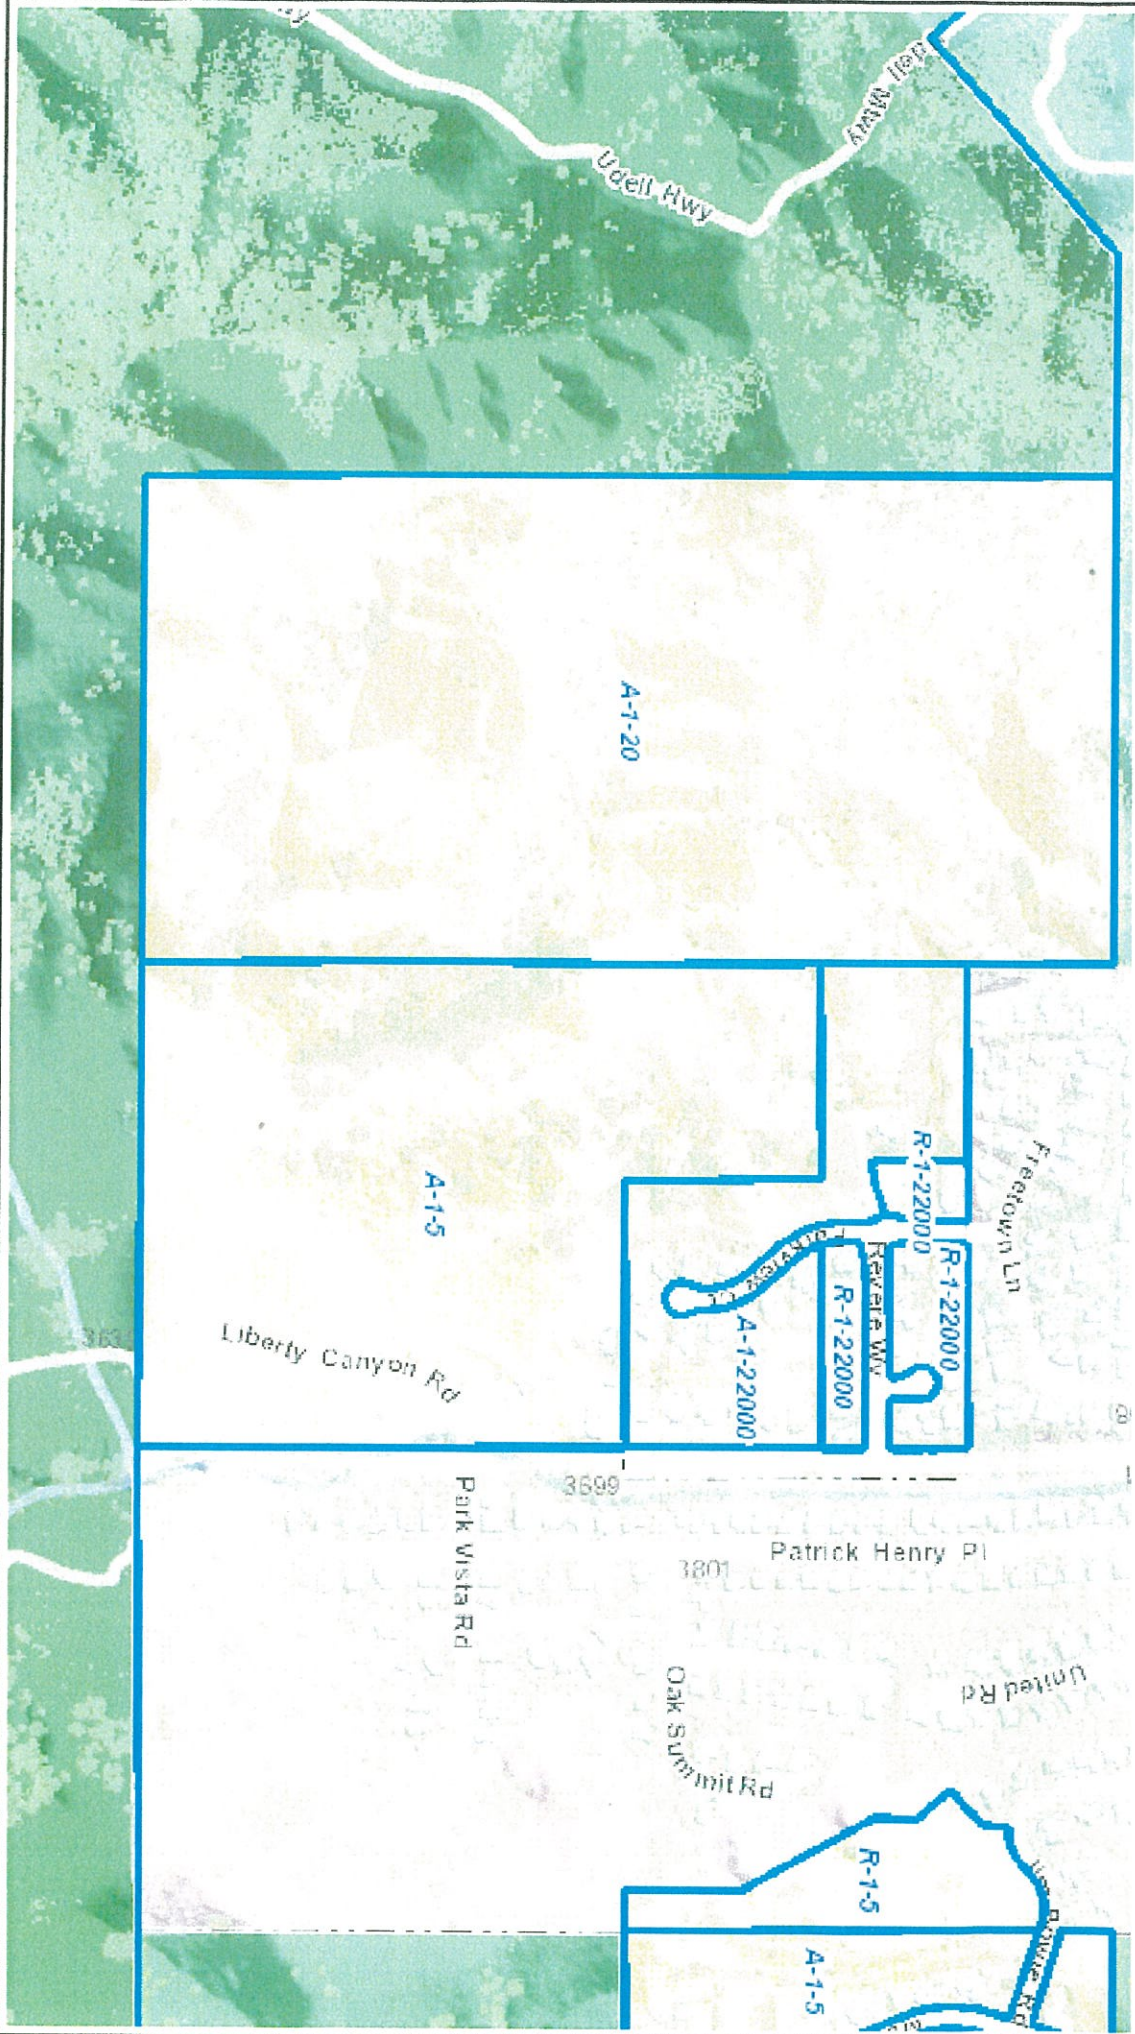 Udell Hwy
Mwy
A-1-20
Freetown Ln
R-1-22000
R-1-22000
Revere Wy
R-1-22000
A-1-22000
A-1-5
Liberty Canyon Rd
3699
Patrick Henry Pl
3801
Park Vista Rd
United Rd
Oak Summit Rd
R-1-5
A-1-5